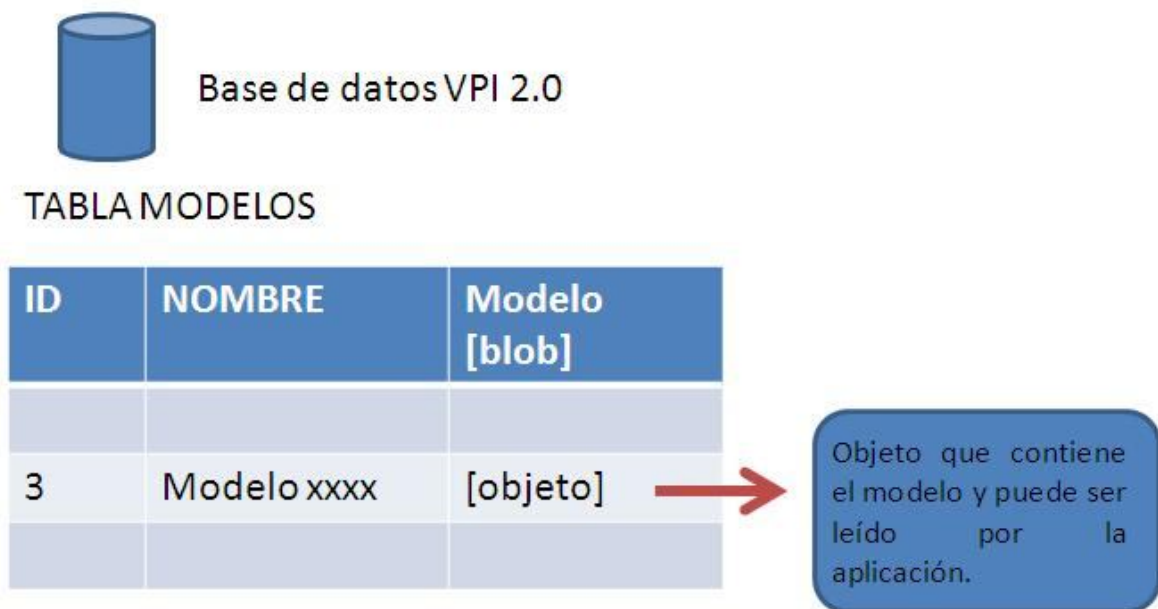 Base de datos VPI 2.0
TABLA MODELOS
ID NOMBRE Modelo
[blob]
3 Modelo xxxx [objeto]
Objeto que contiene
el modelo y puede ser
leído por la
aplicación.